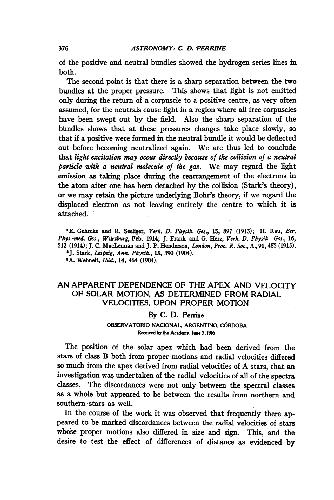 376 ASTRONOMY: C. D. PERRINE
of the positive and neutral bundles showed the hydrogen series lines in
both.
The second point is that there is a sharp separation between the two
bundles at the proper pressure. This shows that light is not emitted
only during the return of a corpuscle to a positive centre, as very often
assumed, for the neutrals cause light in a region where all free corpuscles
have been swept out by the field. Also the sharp separation of the
bundles shows that at these pressures changes take place slowly, so
that if a positive were formed in the neutral bundle it would be deflected
out before becoming neutralized again. We are thus led to conclude
that light excitation may occur directly because of the collision of a neutral
particle with a neutral molecule of the gas. We may regard the light
emission as taking place during the rearrangement of the electrons in
the atom after one has been detached by the collision (Stark's theory),
or we may retain the picture underlying Bohr's theory, if we regard the
displaced electron as not leaving entirely the centre to which it is
attached.
E. Gehrcke and R. Seeliger, Verh. D. Physik Ges., 15, 897 (1913); H. Rau, Ber.
Phys-med. Ges., Würzburg, Feb. 1914; J. Frank and G. Herz, Verh. D. Physik Ges., 16,
512 (1914); J. C. McLennan and J. P. Henderson, London, Proc. R. Soc., A, 91, 485 (1915).
J. Stark, Leipzig, Ann. Physik., 13, 390 (1904).
A. Wehnelt, Ibid., 14, 464 (1904).
AN APPARENT DEPENDENCE OF THE APEX AND VELOCITY
OF SOLAR MOTION, AS DETERMINED FROM RADIAL
VELOCITIES, UPON PROPER MOTION
By C. D. Perrine
OBSERVATORIO NACIONAL, ARGENTINO, CÓRDOBA
Received by the Academy, June 3, 1916
The position of the solar apex which had been derived from the
stars of class B both from proper motions and radial velocities differed
so much from the apex derived from radial velocities of A stars, that an
investigation was undertaken of the radial velocities of all of the spectra
classes. The discordances were not only between the spectral classes
as a whole but appeared to be between the results from northern and
southern stars as well.
In the course of the work it was observed that frequently there ap-
peared to be marked discordances between the radial velocities of stars
whose proper motions also differed in size and sign. This, and the
desire to test the effect of differences of distance as evidenced by